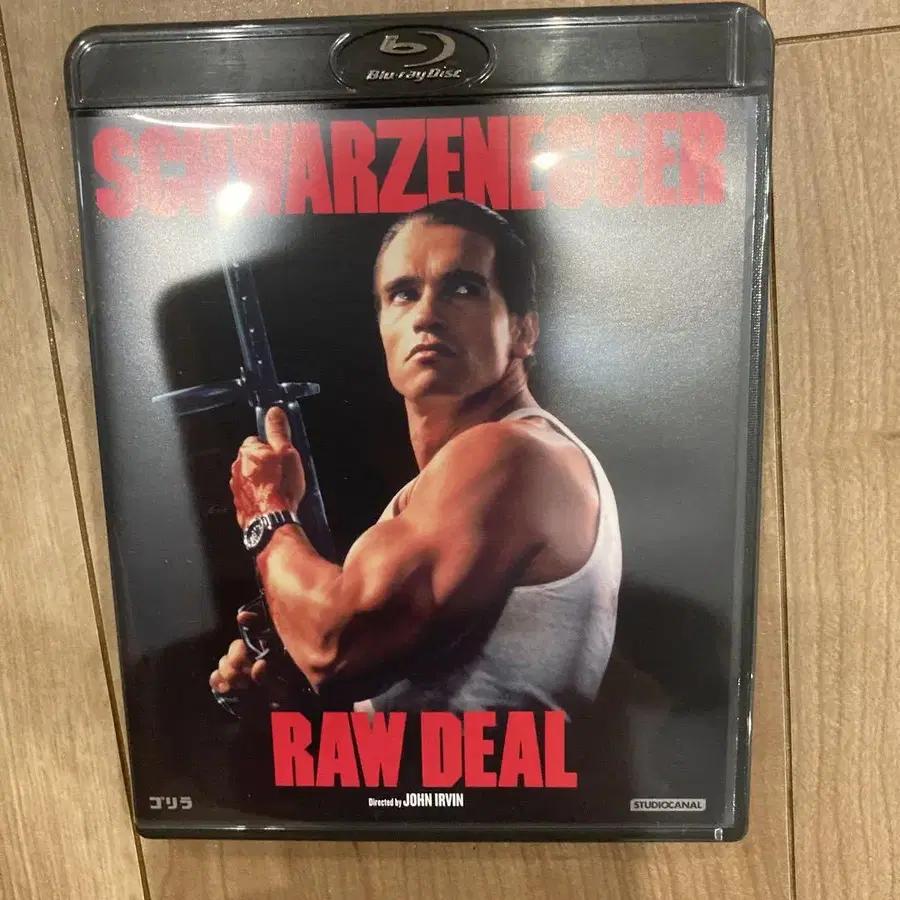 Blu-ray Disc
SCHWARZENEGGER
RAW DEAL
Directed by JOHN IRVIN
ゴリラ
STUDIOCANAL